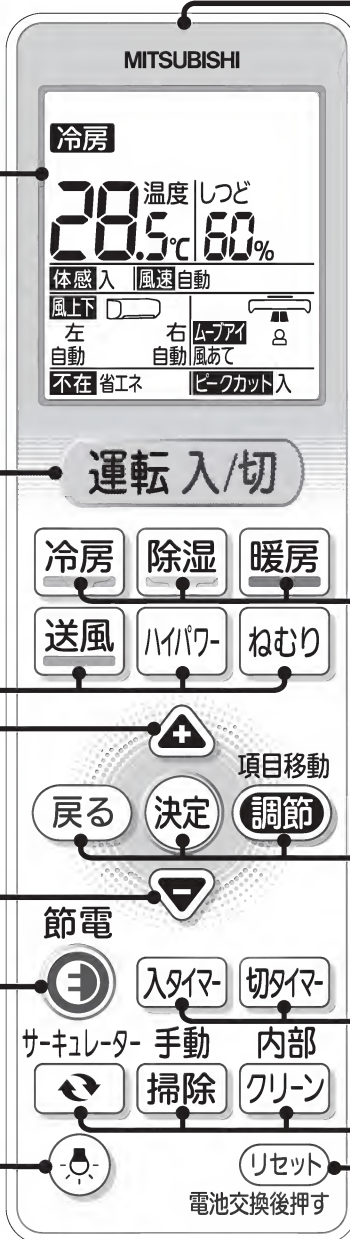 MITSUBISHI
冷房
28.5℃ 温度 しつど 60%
体感 入 風速 自動
風上下
左 右 ムーブアイ
自動 自動 風あて
不在 省エネ ピークカット 入
運転 入/切
冷房 除湿 暖房
送風 ハイパワー ねむり
+
項目移動
戻る 決定 調節
-
節電
入タイマー 切タイマー
サーキュレーター 手動 内部
掃除 クリーン
リセット
電池交換後押す